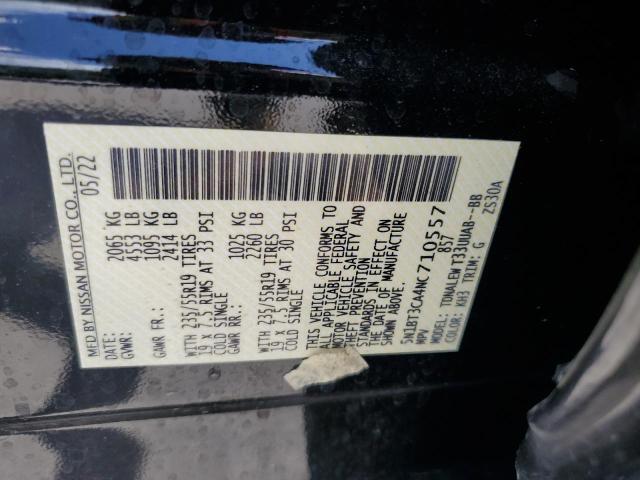 MFD BY NISSAN MOTOR CO., LTD.
DATE: 05/22
GVWR: 2065 KG
4553 LB
GAWR FR.: 1095 KG
2414 LB
WITH 235/55R19 TIRES
19 X 7.5 RIMS AT 33 PSI
COLD SINGLE
GAWR RR.: 1025 KG
2260 LB
WITH 235/55R19 TIRES
19 X 7.5 RIMS AT 30 PSI
COLD SINGLE
THIS VEHICLE CONFORMS TO
ALL APPLICABLE FEDERAL
MOTOR VEHICLE SAFETY AND
THEFT PREVENTION
STANDARDS IN EFFECT ON
THE DATE OF MANUFACTURE
SHOWN ABOVE.
5N1BT3CA4NC710557
MPV 857
MODEL: TONALEW T33UUAB--BB
COLOR: KH3 TRIM: G ZS30A